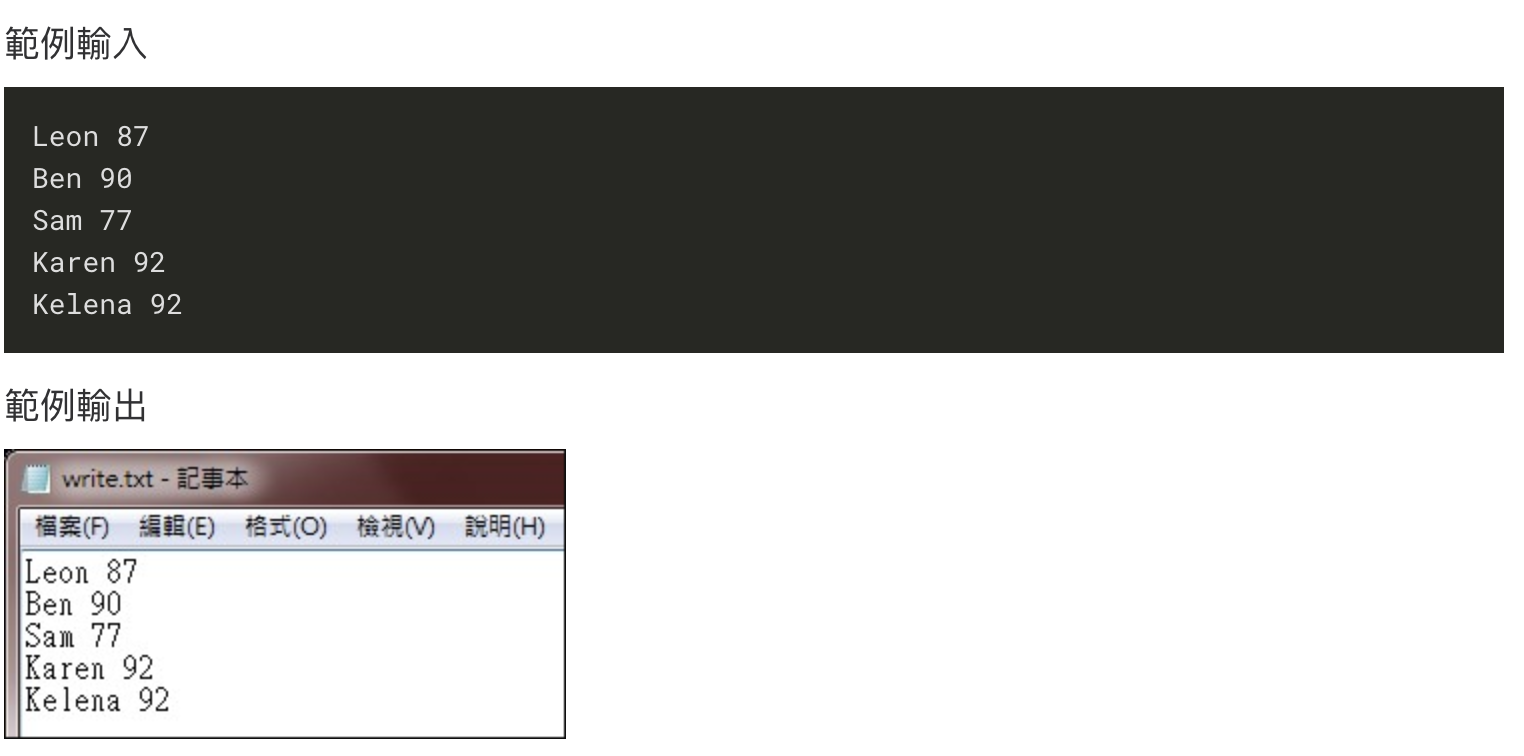 範例輸入
Leon 87
Ben 90
Sam 77
Karen 92
Kelena 92
範例輸出
write.txt - 記事本
檔案(F) 編輯(E) 格式(O) 檢視(V) 說明(H)
Leon 87
Ben 90
Sam 77
Karen 92
Kelena 92